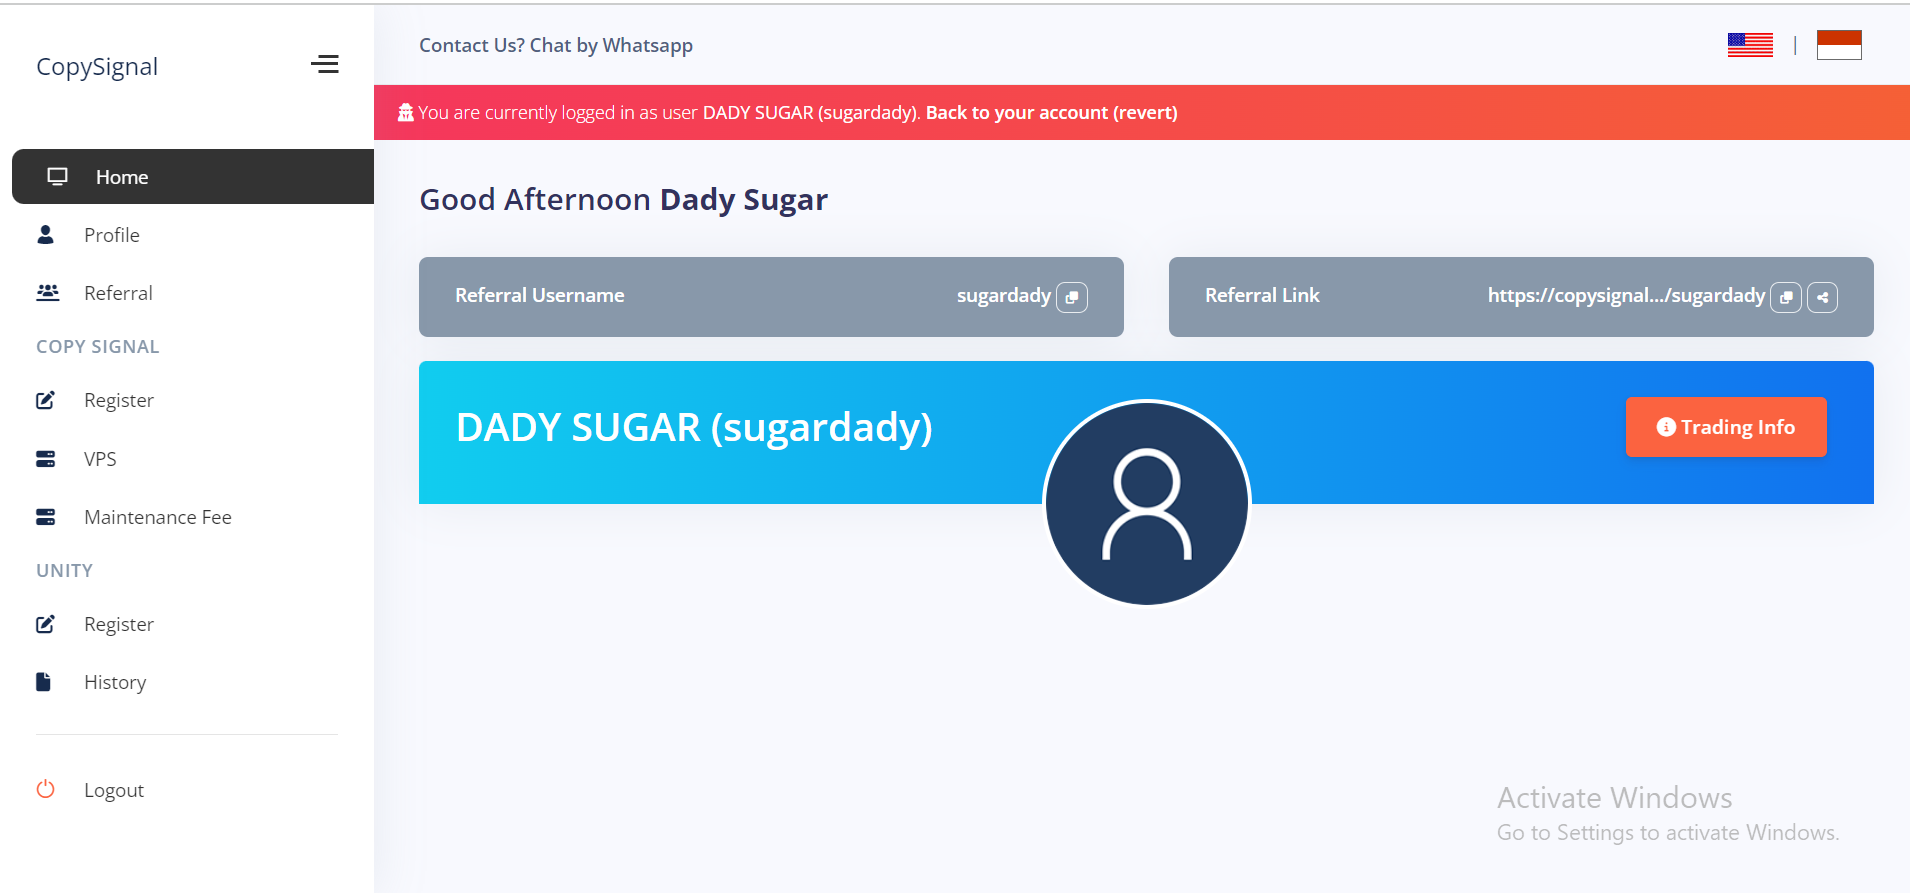 CopySignal
Home
Profile
Referral
COPY SIGNAL
Register
VPS
Maintenance Fee
UNITY
Register
History
Logout
Contact Us? Chat by Whatsapp
|
You are currently logged in as user DADY SUGAR (sugardady). Back to your account (revert)
Good Afternoon Dady Sugar
Referral Username sugardady
Referral Link https://copysignal.../sugardady
DADY SUGAR (sugardady)
Trading Info
Activate Windows
Go to Settings to activate Windows.